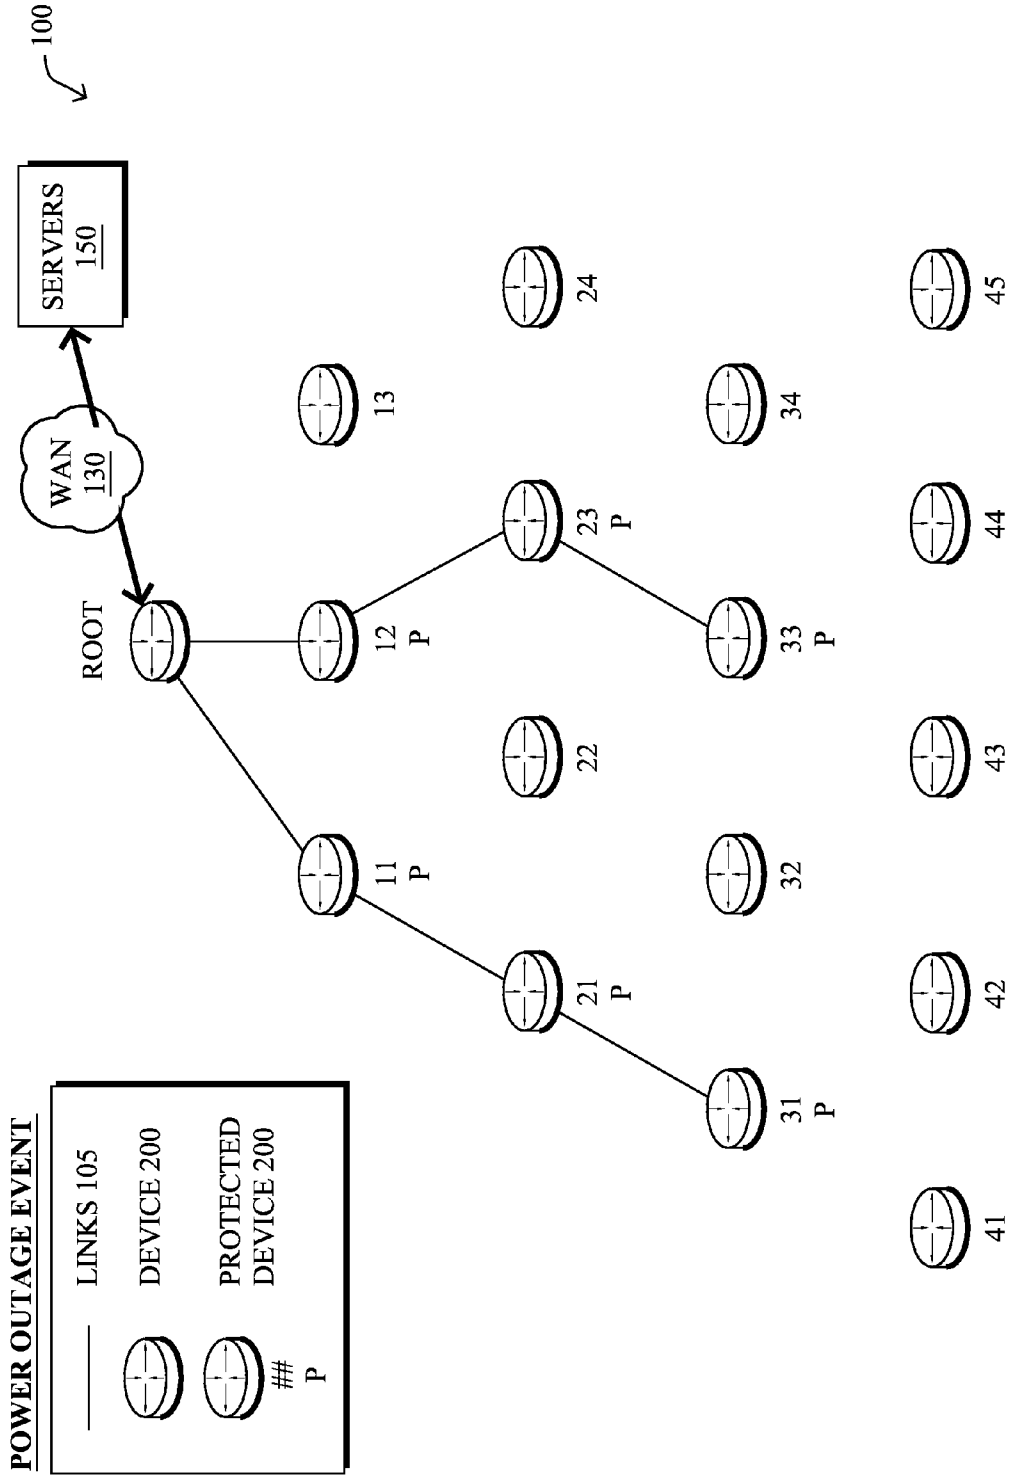 POWER OUTAGE EVENT
LINKS 105
DEVICE 200
##
P
PROTECTED
DEVICE 200
100
SERVERS
150
WAN
130
ROOT
11
P
12
P
13
21
P
22
23
P
24
31
P
32
33
P
34
41
42
43
44
45